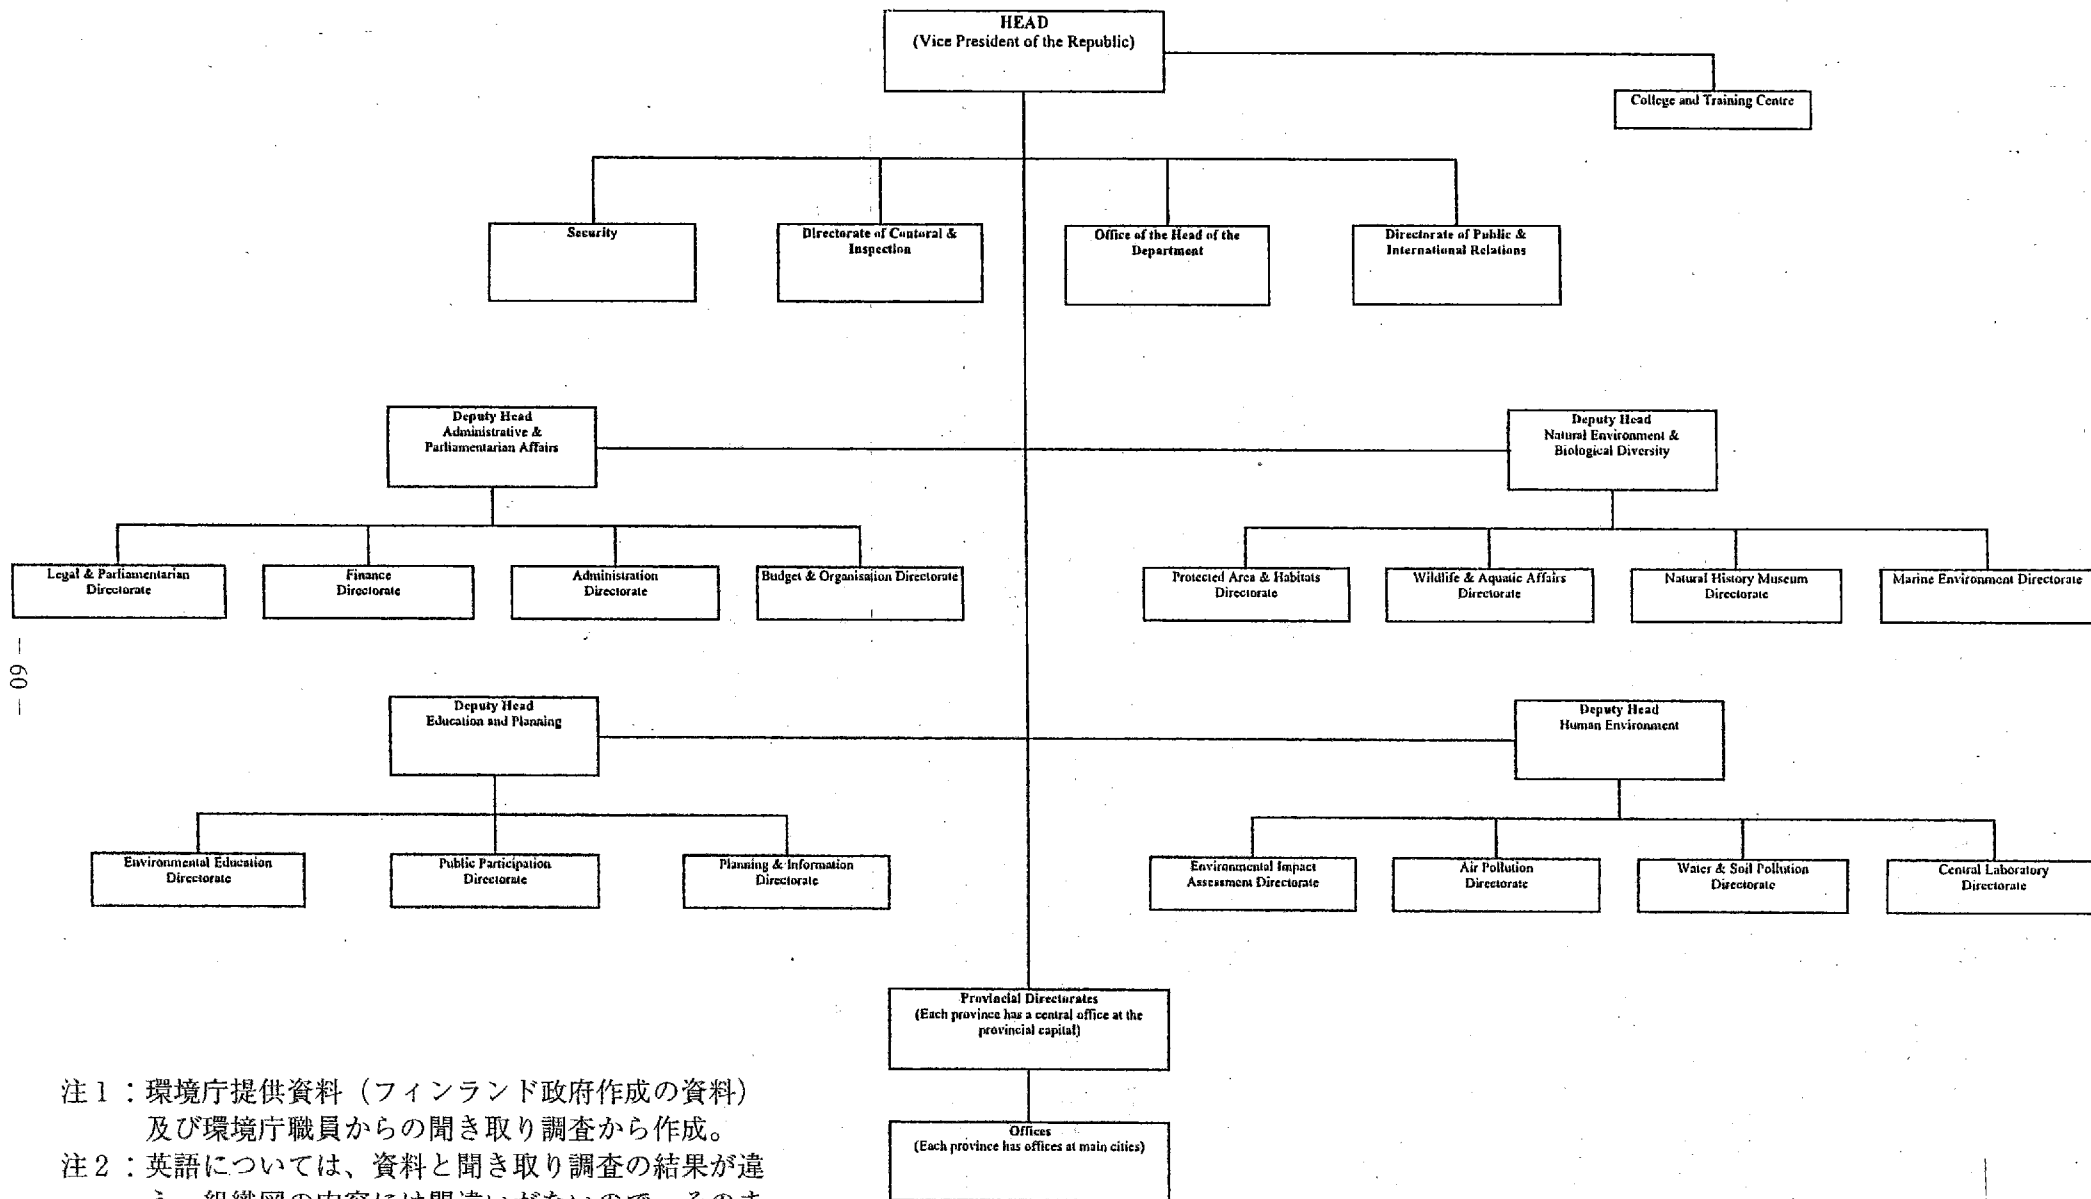 HEAD
(Vice President of the Republic)
College and Training Centre
Security
Directorate of Contoral &
Inspection
Office of the Head of the
Department
Directorate of Public &
International Relations
Deputy Head
Administrative &
Parliamentarian Affairs
Deputy Head
Natural Environment &
Biological Diversity
Legal & Parliamentarian
Directorate
Finance
Directorate
Administration
Directorate
Budget & Organisation Directorate
Protected Area & Habitats
Directorate
Wildlife & Aquatic Affairs
Directorate
Natural History Museum
Directorate
Marine Environment Directorate
— 60 —
Deputy Head
Education and Planning
Deputy Head
Human Environment
Environmental Education
Directorate
Public Participation
Directorate
Planning & Information
Directorate
Environmental Impact
Assessment Directorate
Air Pollution
Directorate
Water & Soil Pollution
Directorate
Central Laboratory
Directorate
Provincial Directorates
(Each province has a central office at the
provincial capital)
Offices
(Each province has offices at main cities)
注1：環境庁提供資料（フィンランド政府作成の資料）
及び環境庁職員からの聞き取り調査から作成。
注2：英語については、資料と聞き取り調査の結果が違